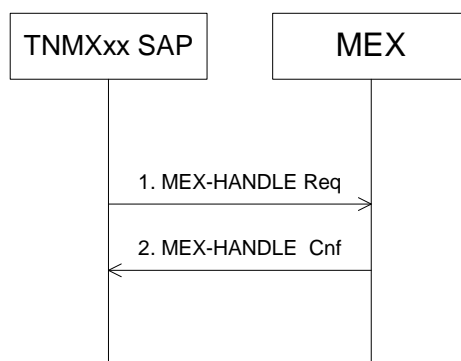 TNMXxx SAP
MEX
1. MEX-HANDLE Req
2. MEX-HANDLE Cnf